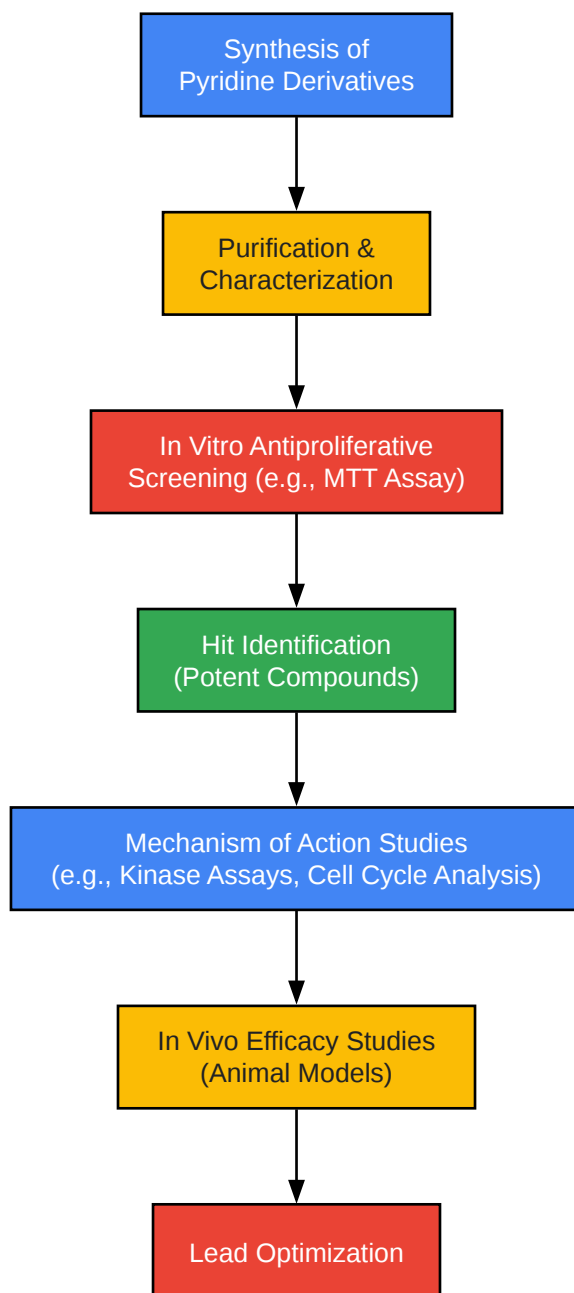 Synthesis of
Pyridine Derivatives
Purification &
Characterization
In Vitro Antiproliferative
Screening (e.g., MTT Assay)
Hit Identification
(Potent Compounds)
Mechanism of Action Studies
(e.g., Kinase Assays, Cell Cycle Analysis)
In Vivo Efficacy Studies
(Animal Models)
Lead Optimization